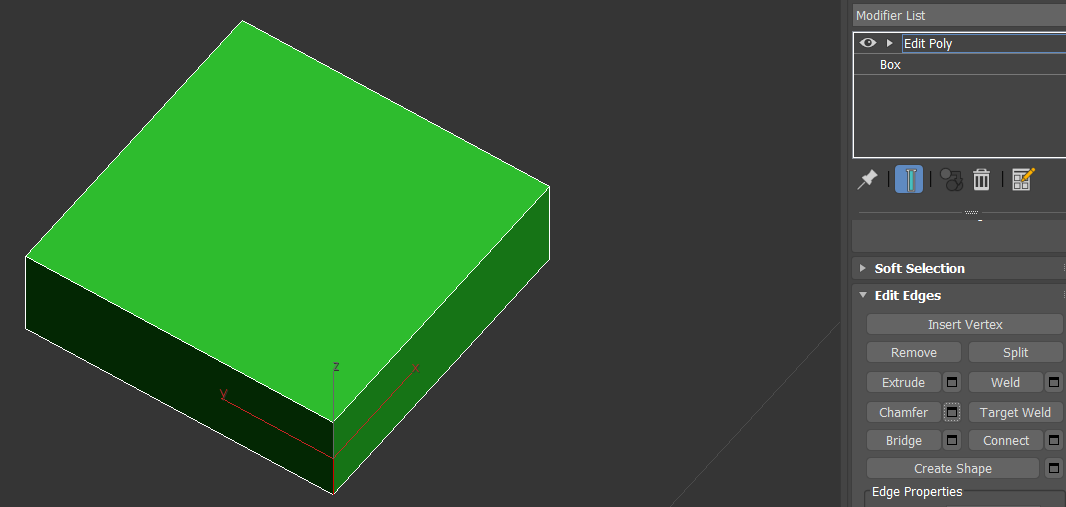 Modifier List
Edit Poly
Box
z
y
x
Soft Selection
Edit Edges
Insert Vertex
Remove Split
Extrude Weld
Chamfer Target Weld
Bridge Connect
Create Shape
Edge Properties